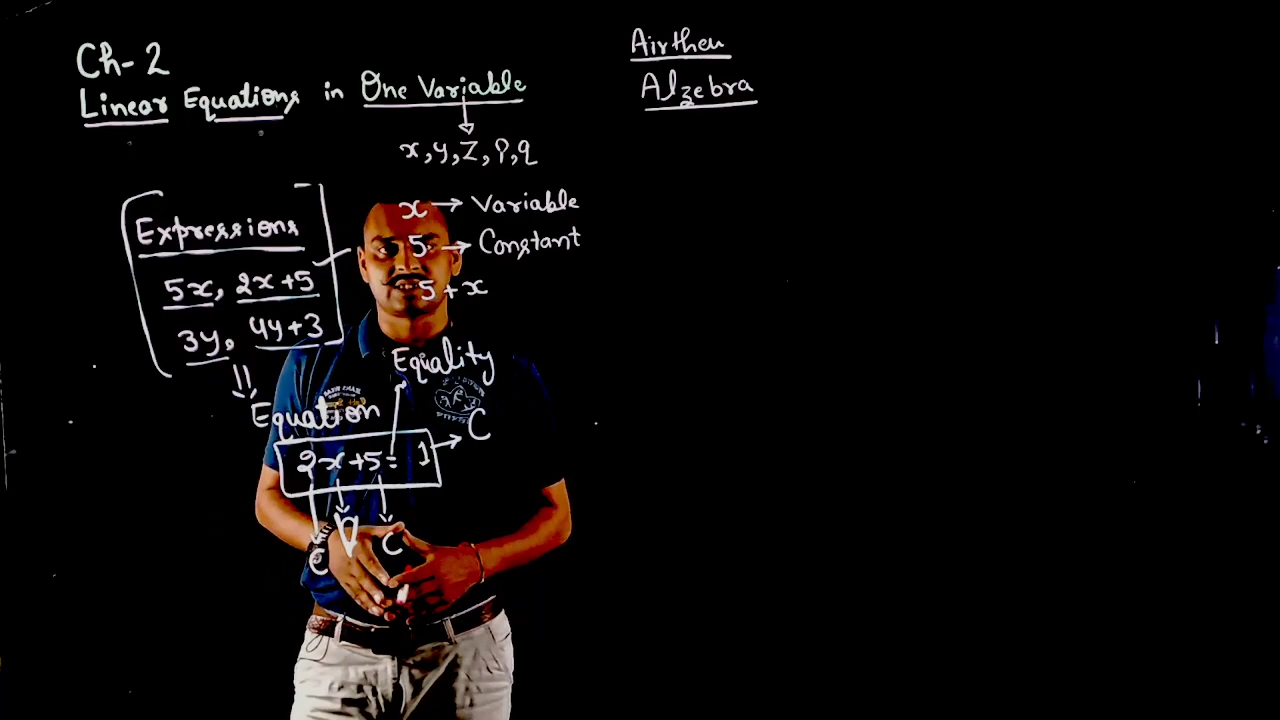 Ch-2
Linear Equations in One Variable
x, y, z, p, q
Airthem
Alzebra
Expressions
5x, 2x+5
3y, 4y+3
x → Variable
5 → Constant
5 + x
Equality
Equation
2x+5= 1 → C
C V C